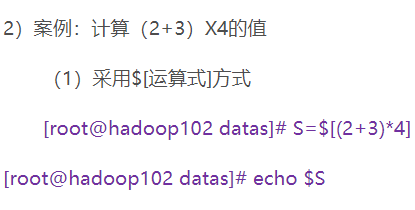 2）案例：计算（2+3）X4的值
（1）采用$[运算式]方式
[root@hadoop102 datas]# S=$[(2+3)*4]
[root@hadoop102 datas]# echo $S